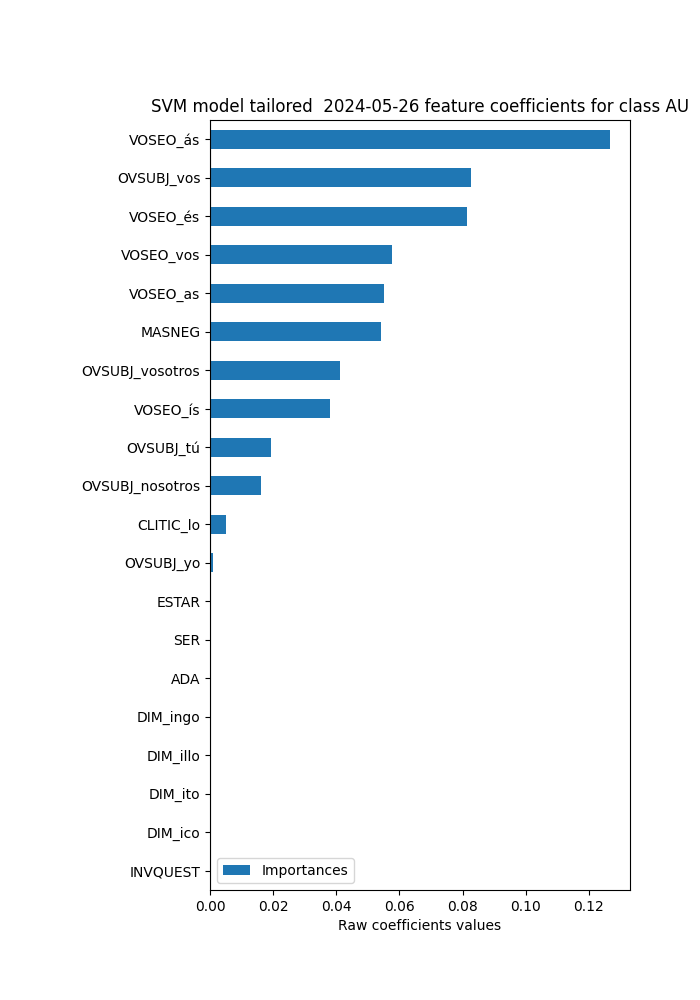 SVM model tailored  2024-05-26 feature coefficients for class AU
VOSEO_ás
OVSUBJ_vos
VOSEO_és
VOSEO_vos
VOSEO_as
MASNEG
OVSUBJ_vosotros
VOSEO_ís
OVSUBJ_tú
OVSUBJ_nosotros
CLITIC_lo
OVSUBJ_yo
ESTAR
SER
ADA
DIM_ingo
DIM_illo
DIM_ito
DIM_ico
INVQUEST
Importances
0.00 0.02 0.04 0.06 0.08 0.10 0.12
Raw coefficients values